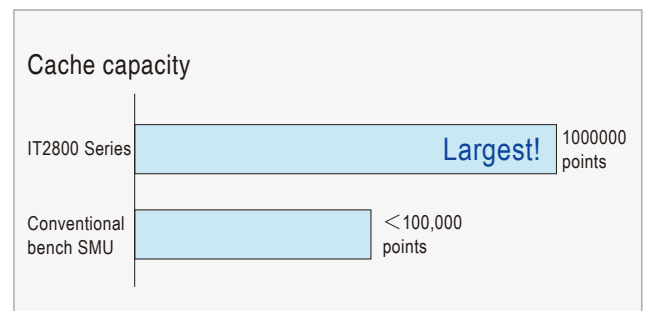 Cache capacity
IT2800 Series
Largest!
1000000
points
Conventional
bench SMU
＜100,000
points